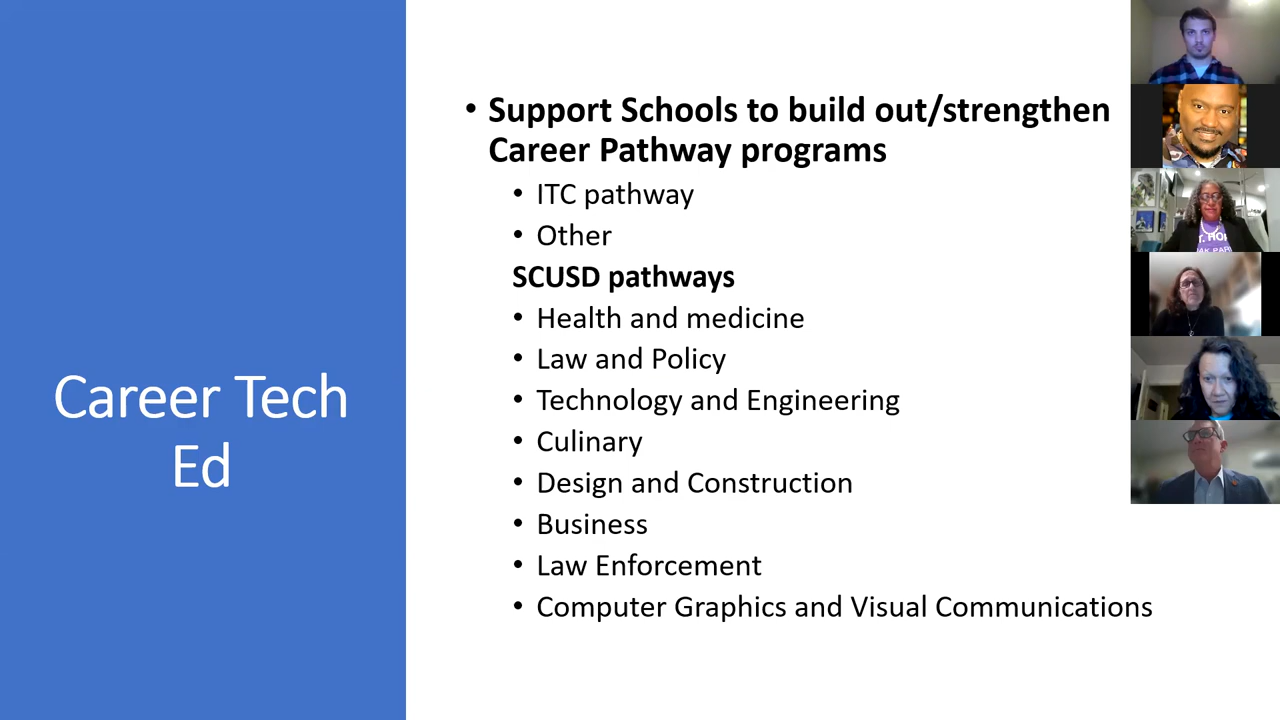 Career Tech
Ed
• Support Schools to build out/strengthen
Career Pathway programs
• ITC pathway
• Other
SCUSD pathways
• Health and medicine
• Law and Policy
• Technology and Engineering
• Culinary
• Design and Construction
• Business
• Law Enforcement
• Computer Graphics and Visual Communications